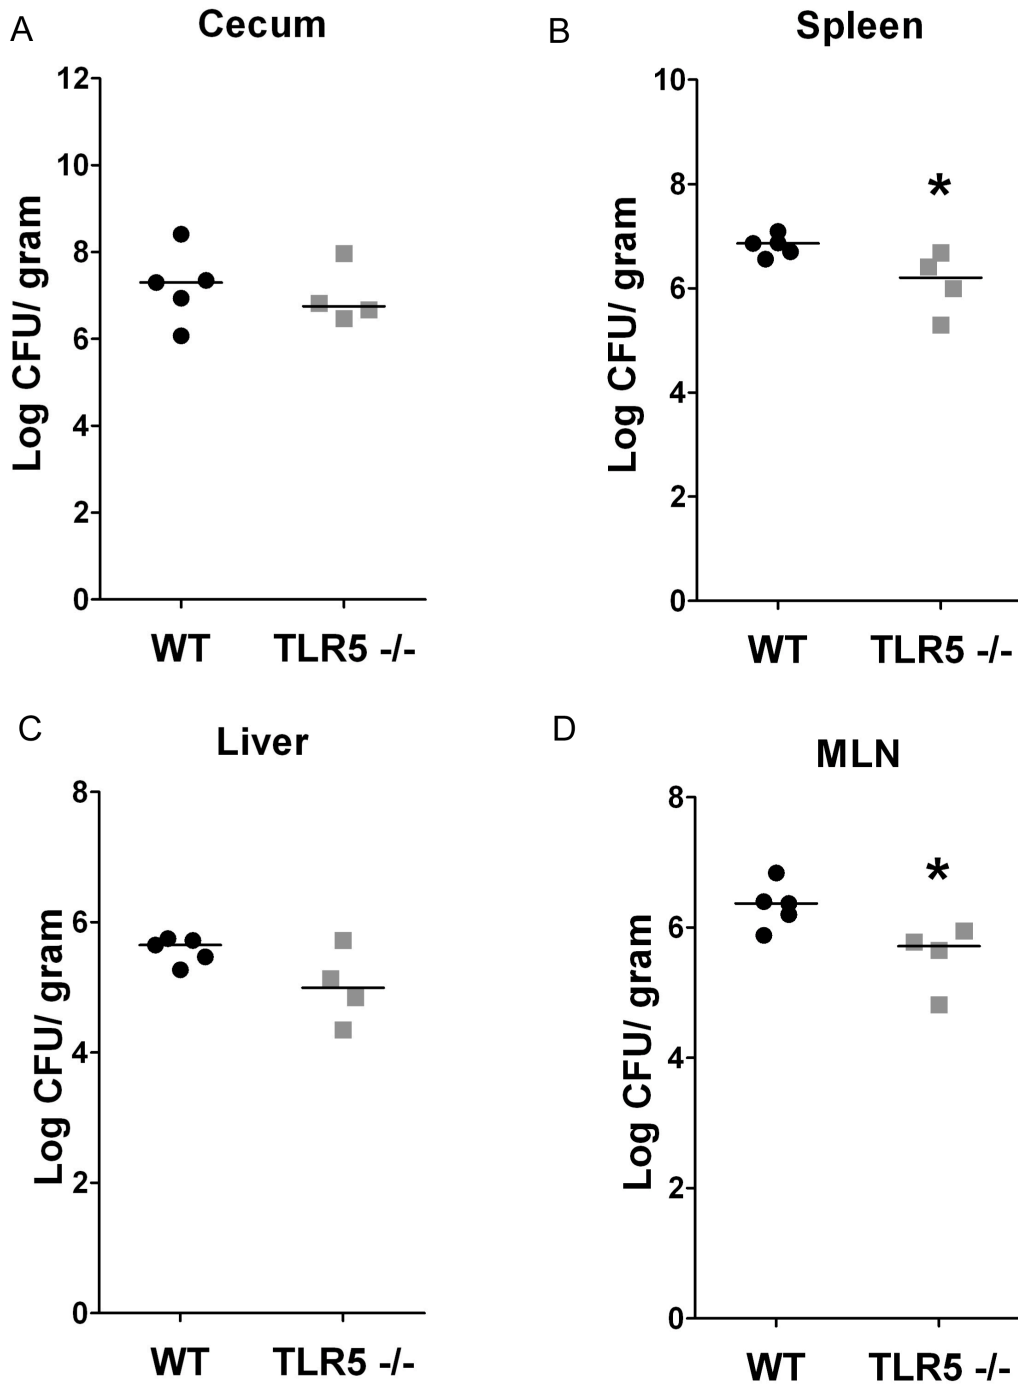 A
Cecum
12
10
8
6
4
2
0
Log CFU/ gram
WT
TLR5 -/-
B
Spleen
10
8
6
4
2
0
Log CFU/ gram
*
WT
TLR5 -/-
C
Liver
8
6
4
2
0
Log CFU/ gram
WT
TLR5 -/-
D
MLN
8
6
4
2
0
Log CFU/ gram
*
WT
TLR5 -/-